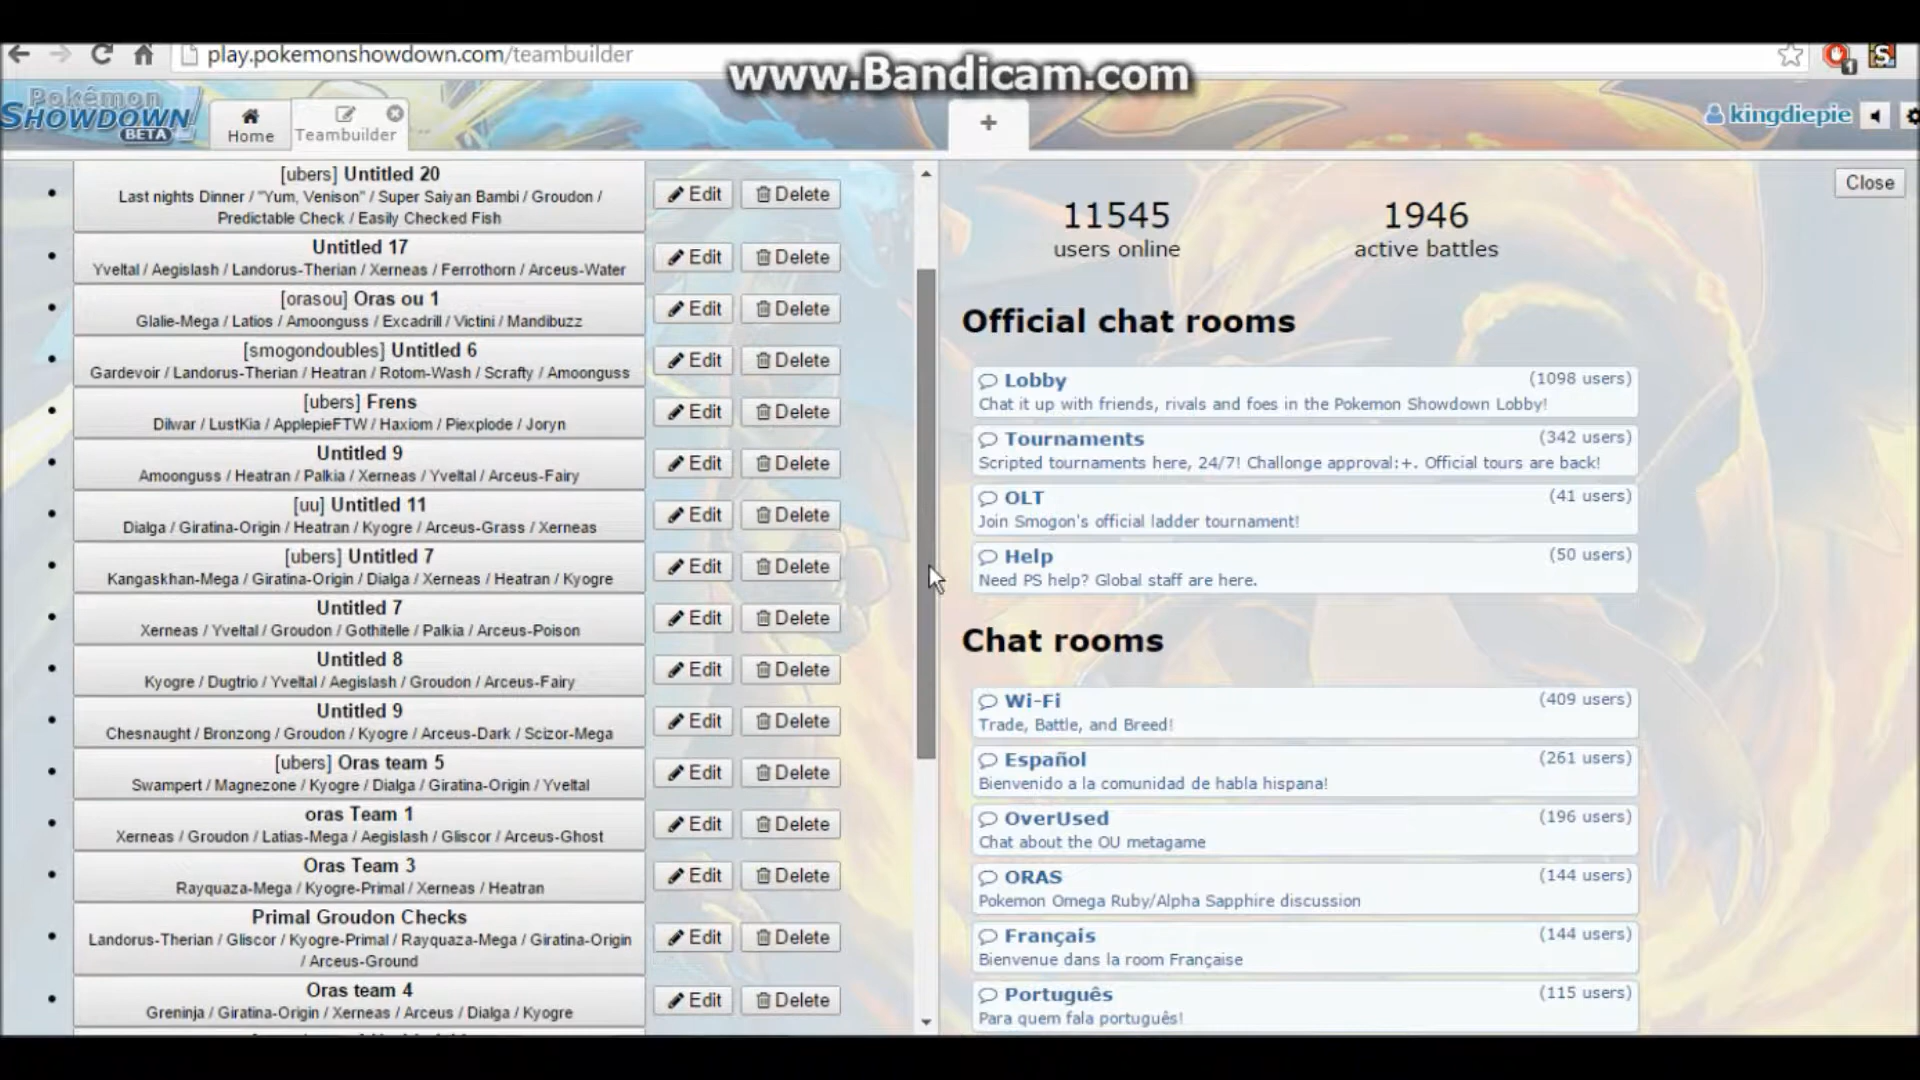 play.pokemonshowdown.com/teambuilder
www.Bandicam.com
1
Pokémon
SHOWDOWN
BETA
Home
Teambuilder
+
kingdiepie
[ubers] Untitled 20
Last nights Dinner / "Yum, Venison" / Super Saiyan Bambi / Groudon /
Predictable Check / Easily Checked Fish
Edit Delete
Untitled 17
Yveltal / Aegislash / Landorus-Therian / Xerneas / Ferrothorn / Arceus-Water
Edit Delete
[orasou] Oras ou 1
Glalie-Mega / Latios / Amoonguss / Excadrill / Victini / Mandibuzz
Edit Delete
[smogondoubles] Untitled 6
Gardevoir / Landorus-Therian / Heatran / Rotom-Wash / Scrafty / Amoonguss
Edit Delete
[ubers] Frens
Dilwar / LustKia / ApplepieFTW / Haxiom / Piexplode / Joryn
Edit Delete
Untitled 9
Amoonguss / Heatran / Palkia / Xerneas / Yveltal / Arceus-Fairy
Edit Delete
[uu] Untitled 11
Dialga / Giratina-Origin / Heatran / Kyogre / Arceus-Grass / Xerneas
Edit Delete
[ubers] Untitled 7
Kangaskhan-Mega / Giratina-Origin / Dialga / Xerneas / Heatran / Kyogre
Edit Delete
Untitled 7
Xerneas / Yveltal / Groudon / Gothitelle / Palkia / Arceus-Poison
Edit Delete
Untitled 8
Kyogre / Dugtrio / Yveltal / Aegislash / Groudon / Arceus-Fairy
Edit Delete
Untitled 9
Chesnaught / Bronzong / Groudon / Kyogre / Arceus-Dark / Scizor-Mega
Edit Delete
[ubers] Oras team 5
Swampert / Magnezone / Kyogre / Dialga / Giratina-Origin / Yveltal
Edit Delete
oras Team 1
Xerneas / Groudon / Latias-Mega / Aegislash / Gliscor / Arceus-Ghost
Edit Delete
Oras Team 3
Rayquaza-Mega / Kyogre-Primal / Xerneas / Heatran
Edit Delete
Primal Groudon Checks
Landorus-Therian / Gliscor / Kyogre-Primal / Rayquaza-Mega / Giratina-Origin
/ Arceus-Ground
Edit Delete
Oras team 4
Greninja / Giratina-Origin / Xerneas / Arceus / Dialga / Kyogre
Edit Delete
Close
11545
users online
1946
active battles
Official chat rooms
Lobby (1098 users)
Chat it up with friends, rivals and foes in the Pokemon Showdown Lobby!
Tournaments (342 users)
Scripted tournaments here, 24/7! Challonge approval:+. Official tours are back!
OLT (41 users)
Join Smogon's official ladder tournament!
Help (50 users)
Need PS help? Global staff are here.
Chat rooms
Wi-Fi (409 users)
Trade, Battle, and Breed!
Español (261 users)
Bienvenido a la comunidad de habla hispana!
OverUsed (196 users)
Chat about the OU metagame
ORAS (144 users)
Pokemon Omega Ruby/Alpha Sapphire discussion
Français (144 users)
Bienvenue dans la room Française
Português (115 users)
Para quem fala português!